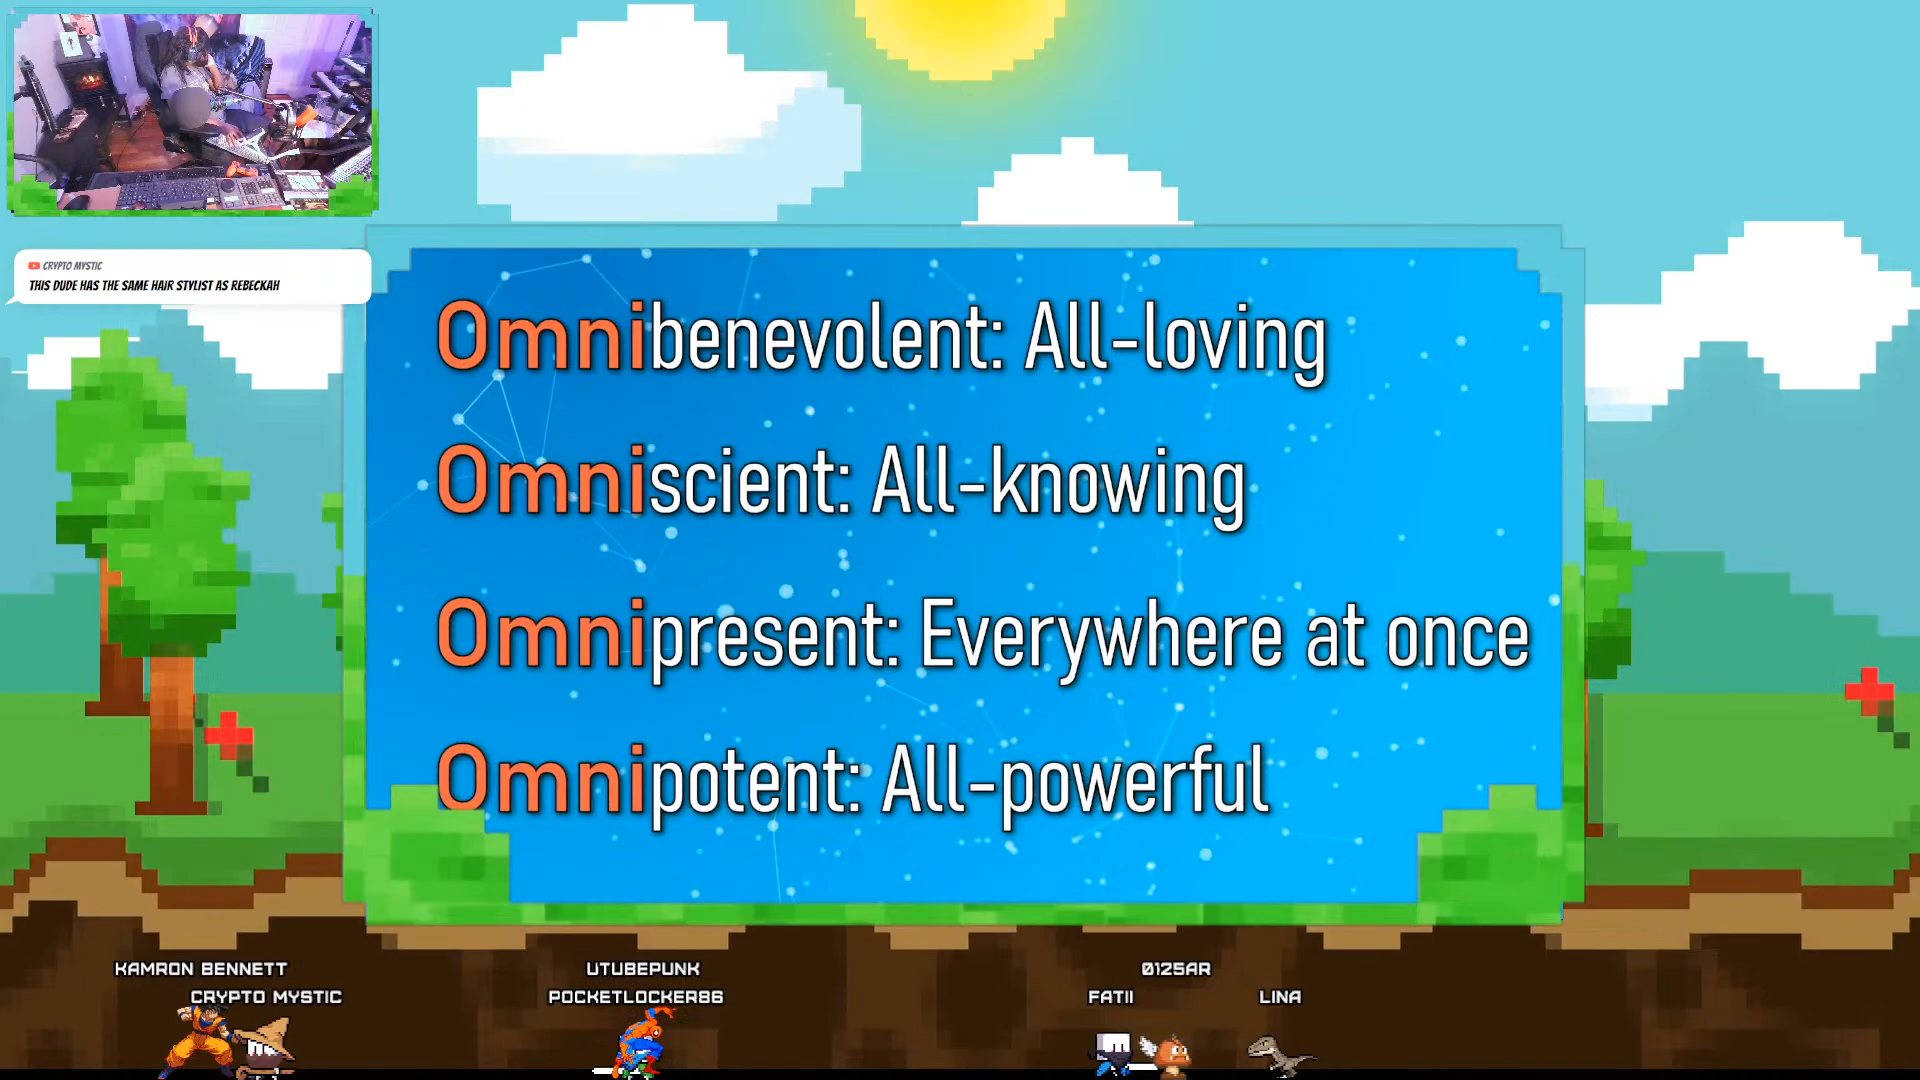 CRYPTO MYSTIC
THIS DUDE HAS THE SAME HAIR STYLIST AS REBECKAH
Omnibenevolent: All-loving
Omniscient: All-knowing
Omnipresent: Everywhere at once
Omnipotent: All-powerful
KAMRON BENNETT
CRYPTO MYSTIC
UTUBEPUNK
POCKETLOCKER86
0125AR
FATII
LINA